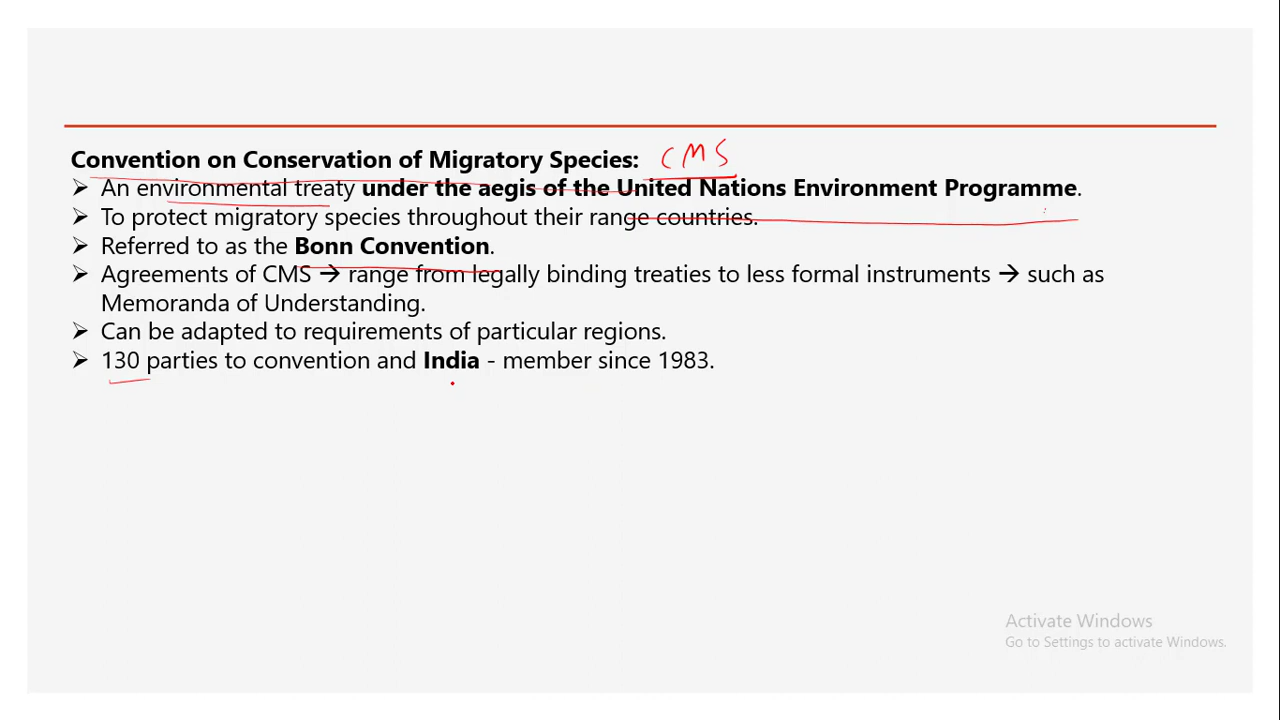 Convention on Conservation of Migratory Species: CMS
➢ An environmental treaty under the aegis of the United Nations Environment Programme.
➢ To protect migratory species throughout their range countries.
➢ Referred to as the Bonn Convention.
➢ Agreements of CMS → range from legally binding treaties to less formal instruments → such as
Memoranda of Understanding.
➢ Can be adapted to requirements of particular regions.
➢ 130 parties to convention and India - member since 1983.
Activate Windows
Go to Settings to activate Windows.